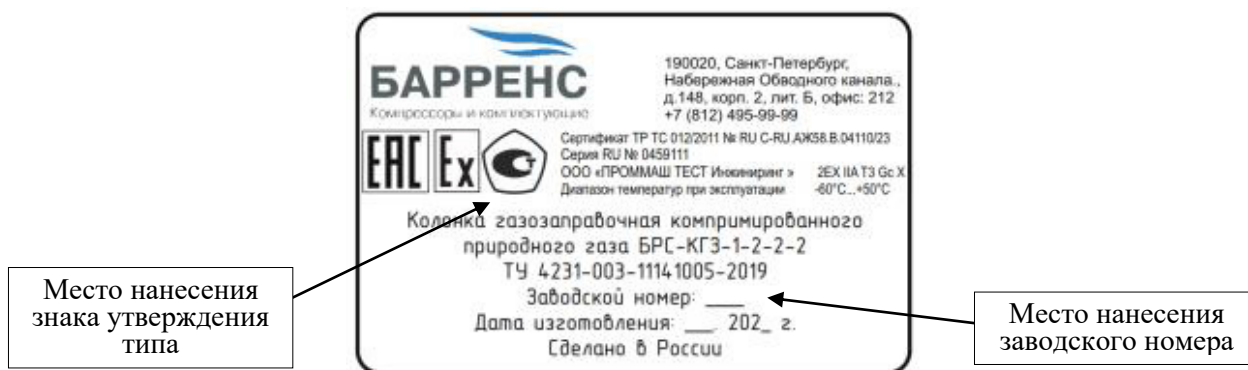 БАРРЕНС
Компрессоры и комплектующие
190020, Санкт-Петербург,
Набережная Обводного канала.,
д.148, корп. 2, лит. Б, офис: 212
+7 (812) 495-99-99
ЕАС Ex Ст
Сертификат ТР ТС 012/2011 № RU C-RU.АЖ58.В.04110/23
Серия RU № 0459111
ООО «ПРОММАШ ТЕСТ Инжиниринг» 2EX IIA T3 Gc X
Диапазон температур при эксплуатации -60°C...+50°C
Колонка газозаправочная компримированного
природного газа БРС-КГЗ-1-2-2-2
ТУ 4231-003-11141005-2019
Заводской номер: ____
Дата изготовления: ___. 202_ г.
Сделано в России
Место нанесения
знака утверждения
типа
Место нанесения
заводского номера